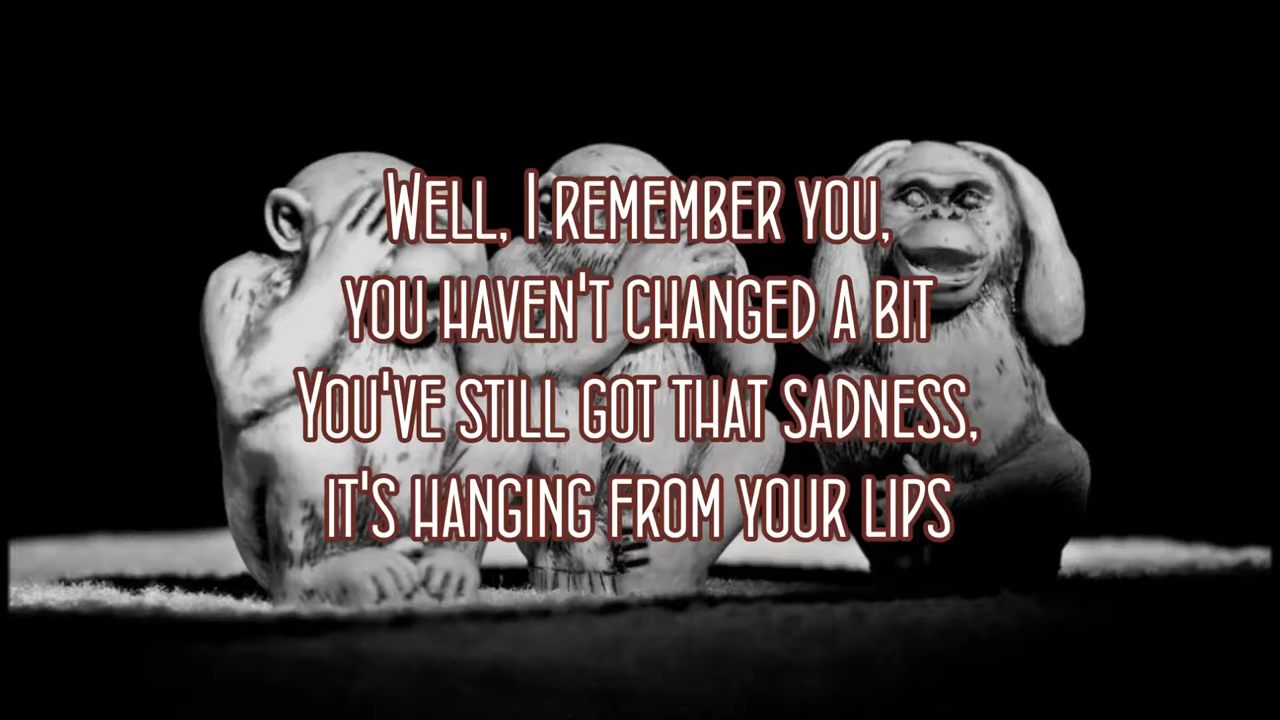 Well, I remember you,
you haven't changed a bit
You've still got that sadness,
it's hanging from your lips